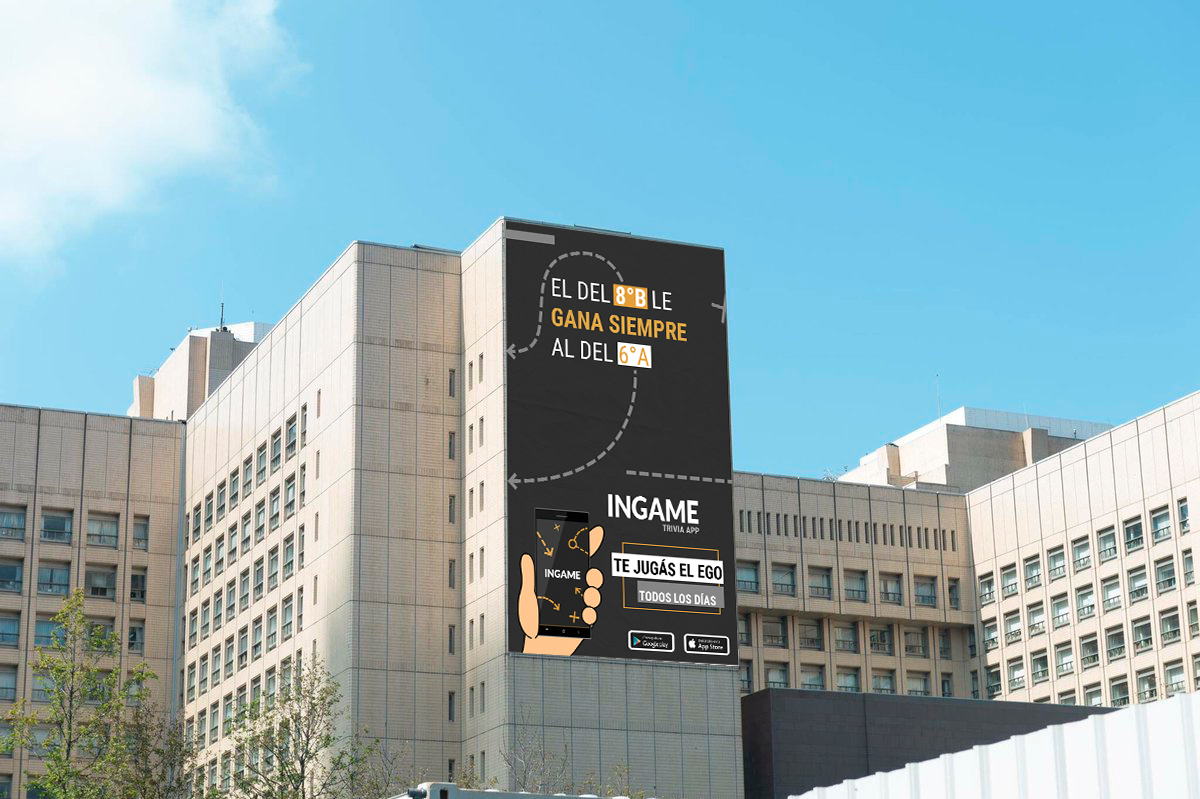 EL DEL 8°B LE
GANA SIEMPRE
AL DEL 6°A
INGAME
TRIVIA APP
INGAME
TE JUGÁS EL EGO
TODOS LOS DÍAS
Google play
App Store